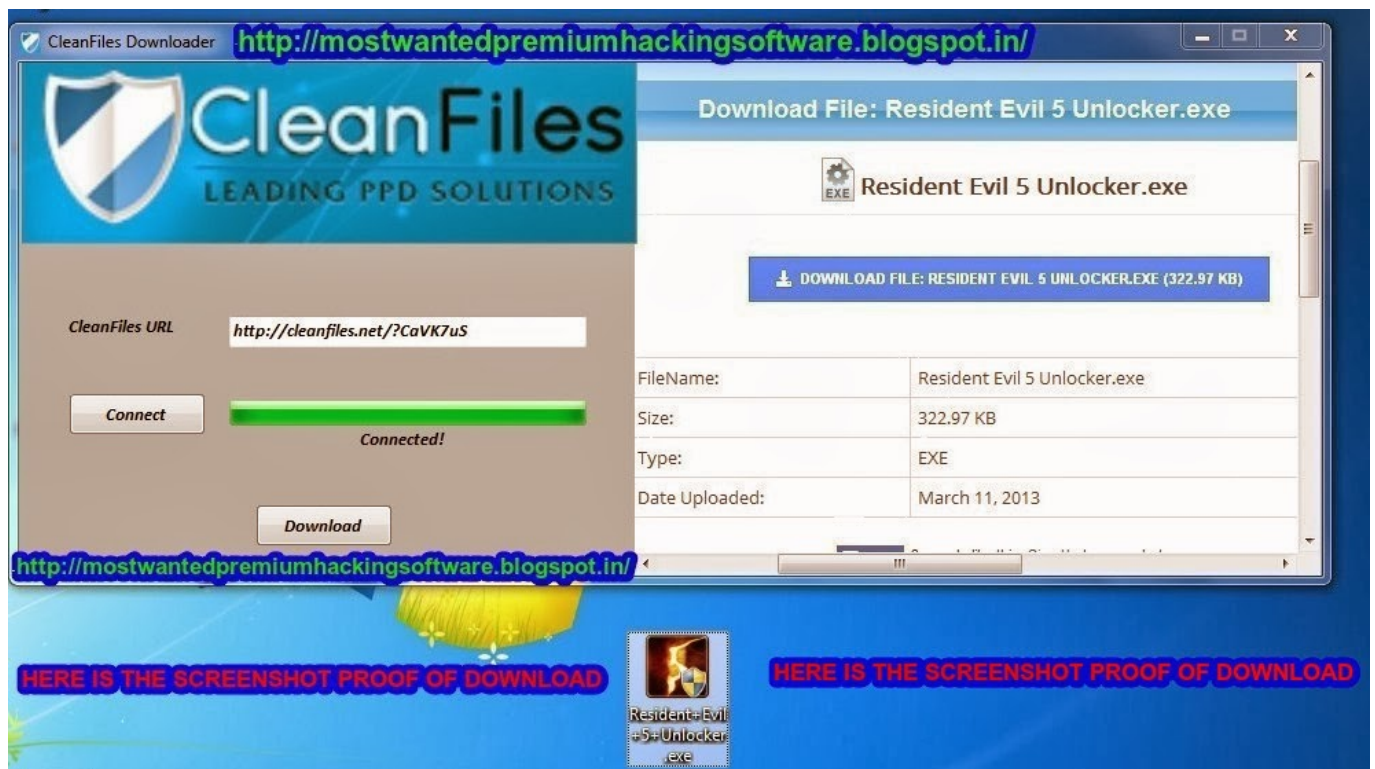 CleanFiles Downloader
http://mostwantedpremiumhackingsoftware.blogspot.in/
CleanFiles
LEADING PPD SOLUTIONS
CleanFiles URL
http://cleanfiles.net/?CaVK7uS
Connect
Connected!
Download
http://mostwantedpremiumhackingsoftware.blogspot.in/
Download File: Resident Evil 5 Unlocker.exe
EXE
Resident Evil 5 Unlocker.exe
DOWNLOAD FILE: RESIDENT EVIL 5 UNLOCKER.EXE (322.97 KB)
FileName: Resident Evil 5 Unlocker.exe
Size: 322.97 KB
Type: EXE
Date Uploaded: March 11, 2013
HERE IS THE SCREENSHOT PROOF OF DOWNLOAD
Resident+Evil
+5+Unlocker
.exe
HERE IS THE SCREENSHOT PROOF OF DOWNLOAD